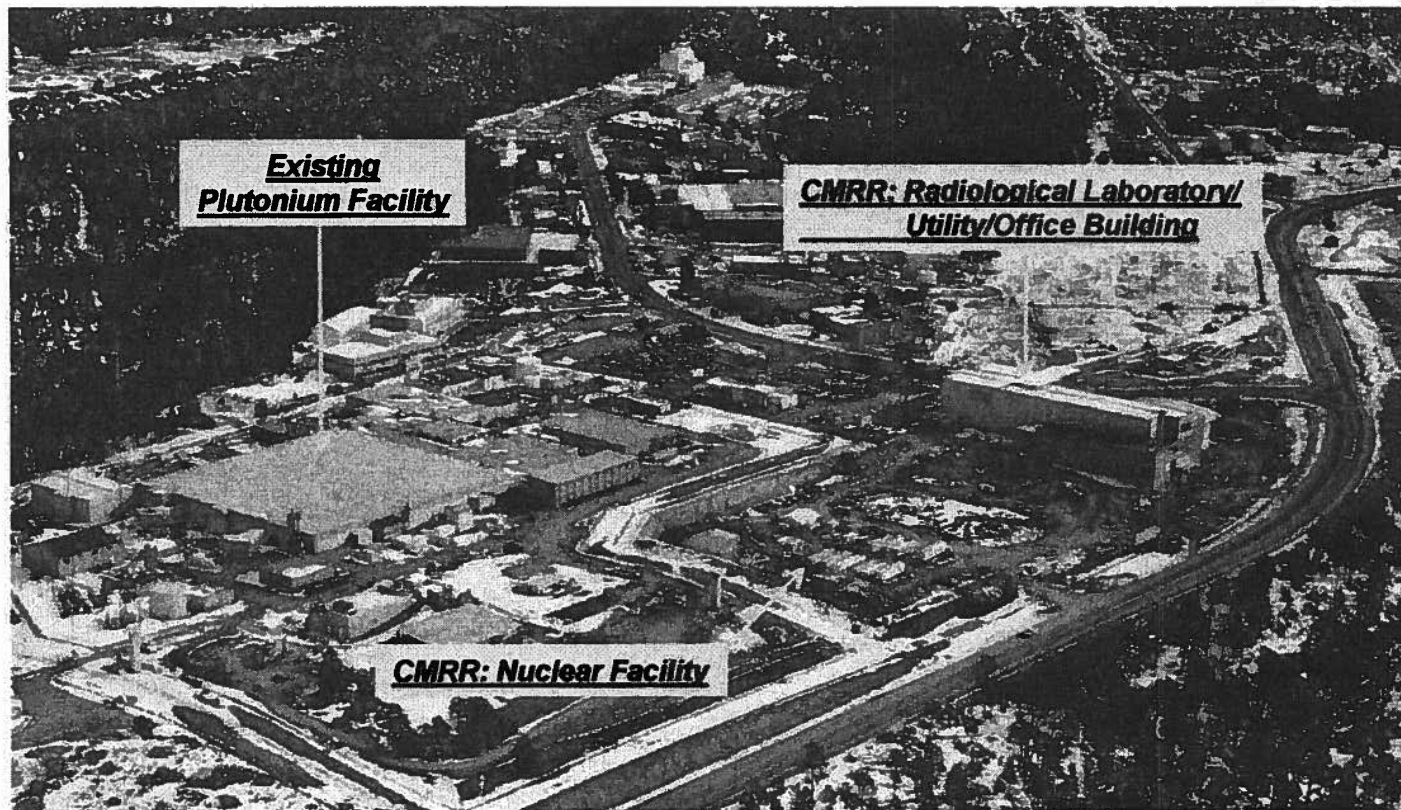 Existing
Plutonium Facility
CMRR: Radiological Laboratory/
Utility/Office Building
CMRR: Nuclear Facility